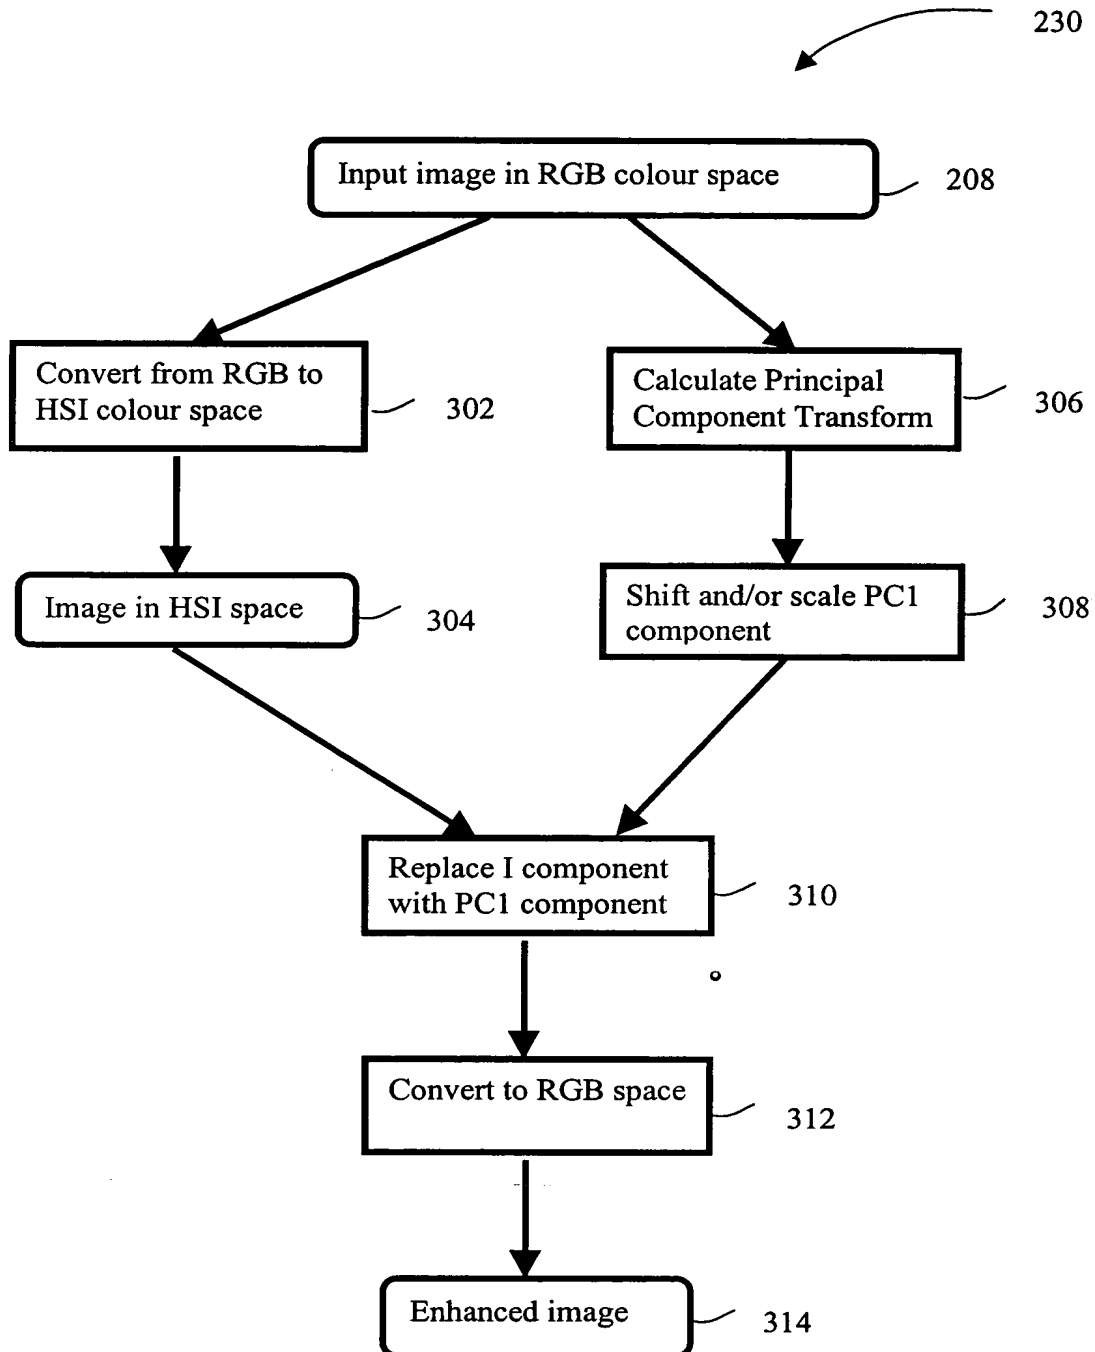 230
Input image in RGB colour space
208
Convert from RGB to
HSI colour space
302
Calculate Principal
Component Transform
306
Image in HSI space
304
Shift and/or scale PC1
component
308
Replace I component
with PC1 component
310
Convert to RGB space
312
Enhanced image
314